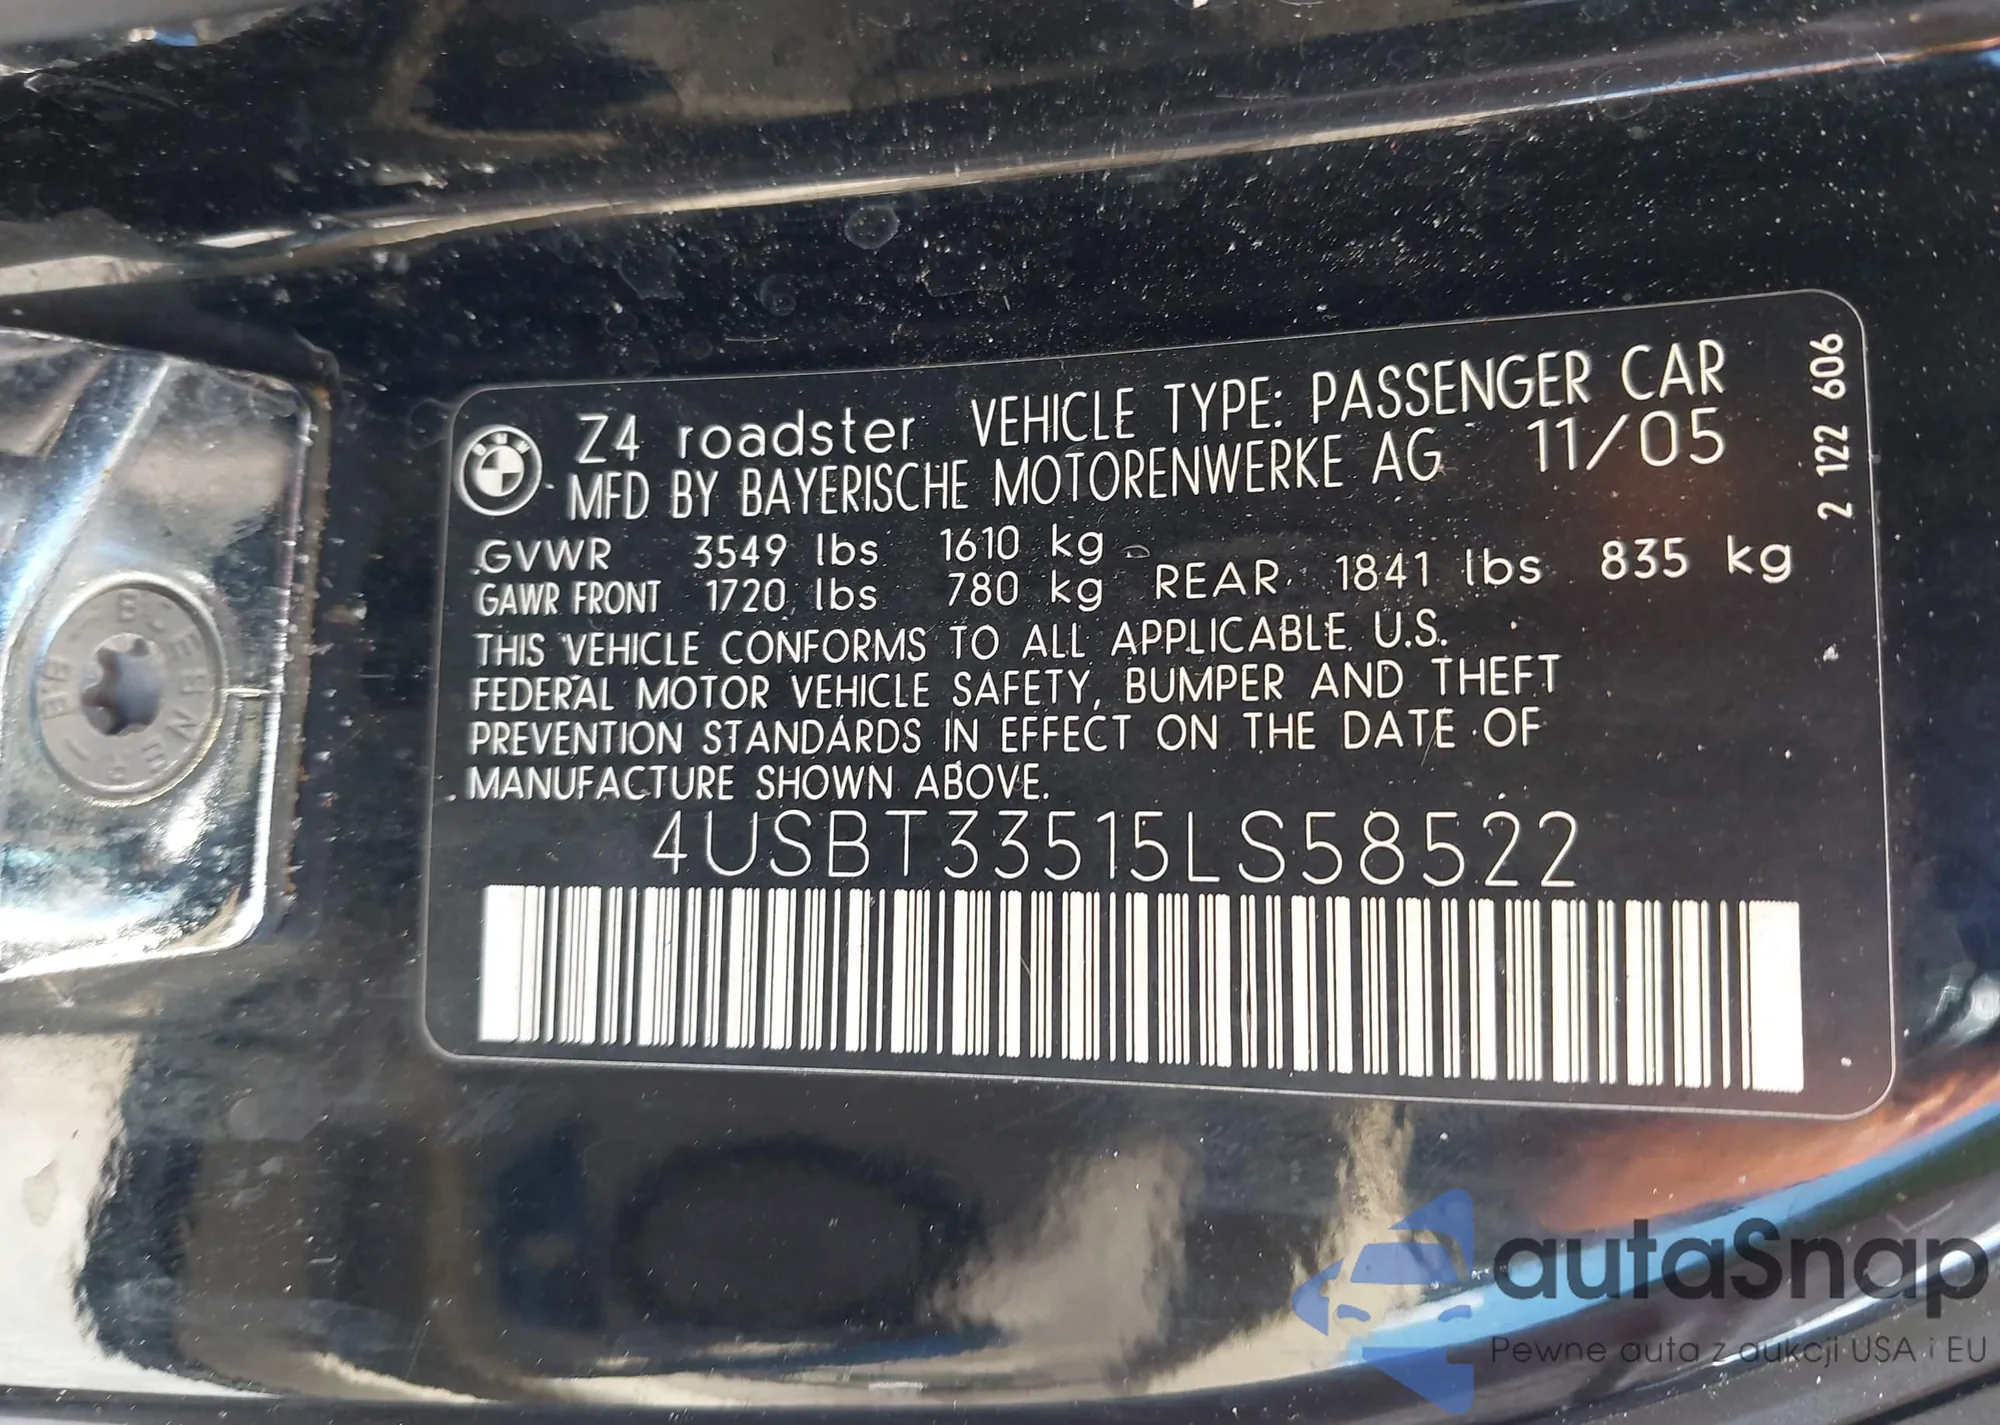 Z4 roadster VEHICLE TYPE: PASSENGER CAR
MFD BY BAYERISCHE MOTORENWERKE AG 11/05
GVWR 3549 lbs 1610 kg
GAWR FRONT 1720 lbs 780 kg REAR 1841 lbs 835 kg
THIS VEHICLE CONFORMS TO ALL APPLICABLE U.S.
FEDERAL MOTOR VEHICLE SAFETY, BUMPER AND THEFT
PREVENTION STANDARDS IN EFFECT ON THE DATE OF
MANUFACTURE SHOWN ABOVE.
4USBT33515LS58522
2 122 606
BMW
autaSnap
Pewne auta z aukcji USA i EU